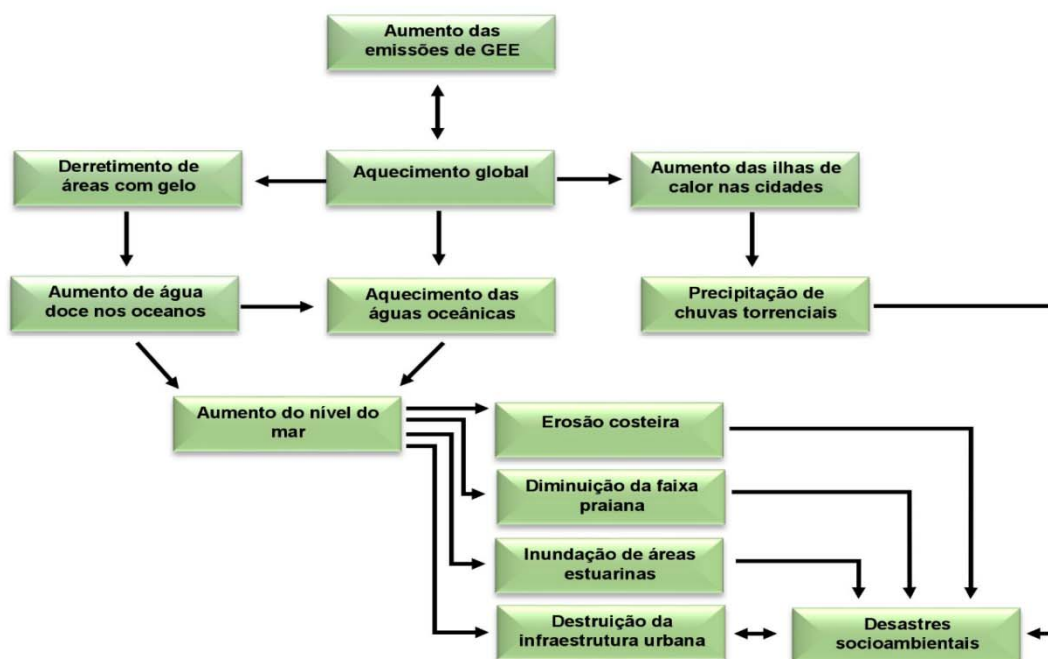 Aumento das
emissões de GEE
Derretimento de
áreas com gelo
Aquecimento global
Aumento das ilhas de
calor nas cidades
Aumento de água
doce nos oceanos
Aquecimento das
águas oceânicas
Precipitação de
chuvas torrenciais
Aumento do nível do
mar
Erosão costeira
Diminuição da faixa
praiana
Inundação de áreas
estuarinas
Destruição da
infraestrutura urbana
Desastres
socioambientais